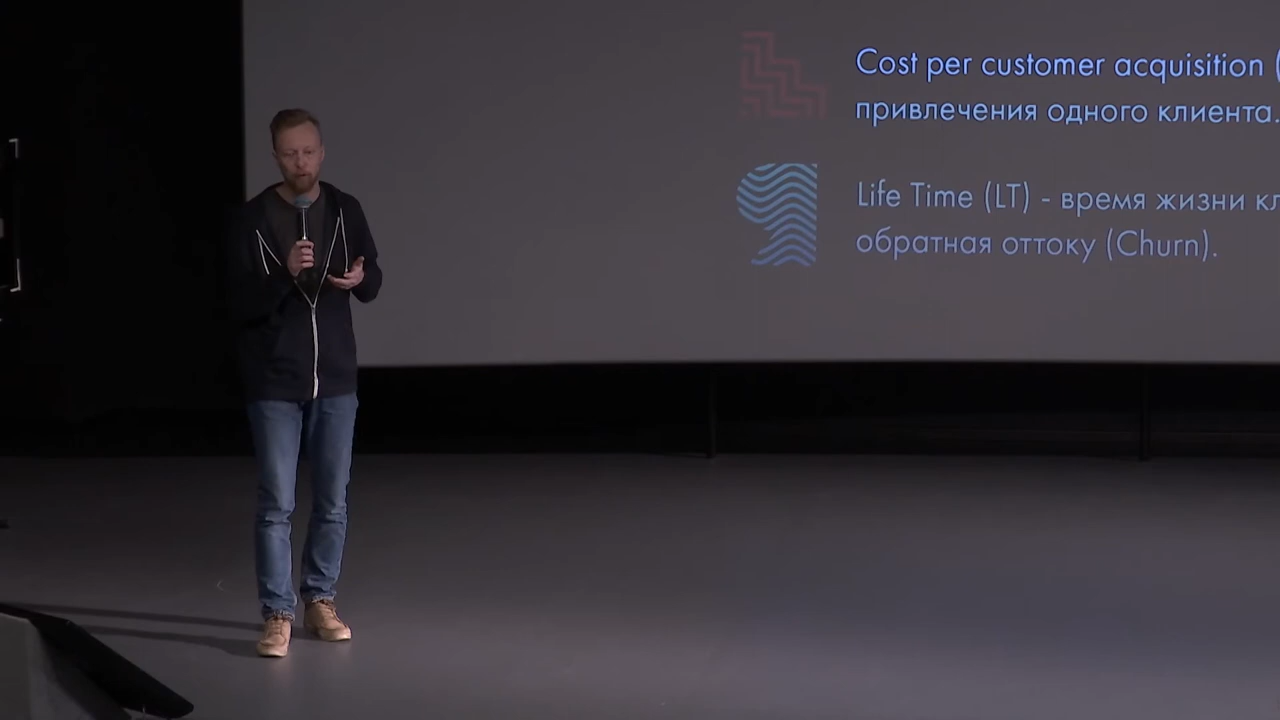 Cost per customer acquisition (
привлечения одного клиента.
Life Time (LT) - время жизни
обратная оттоку (Churn).